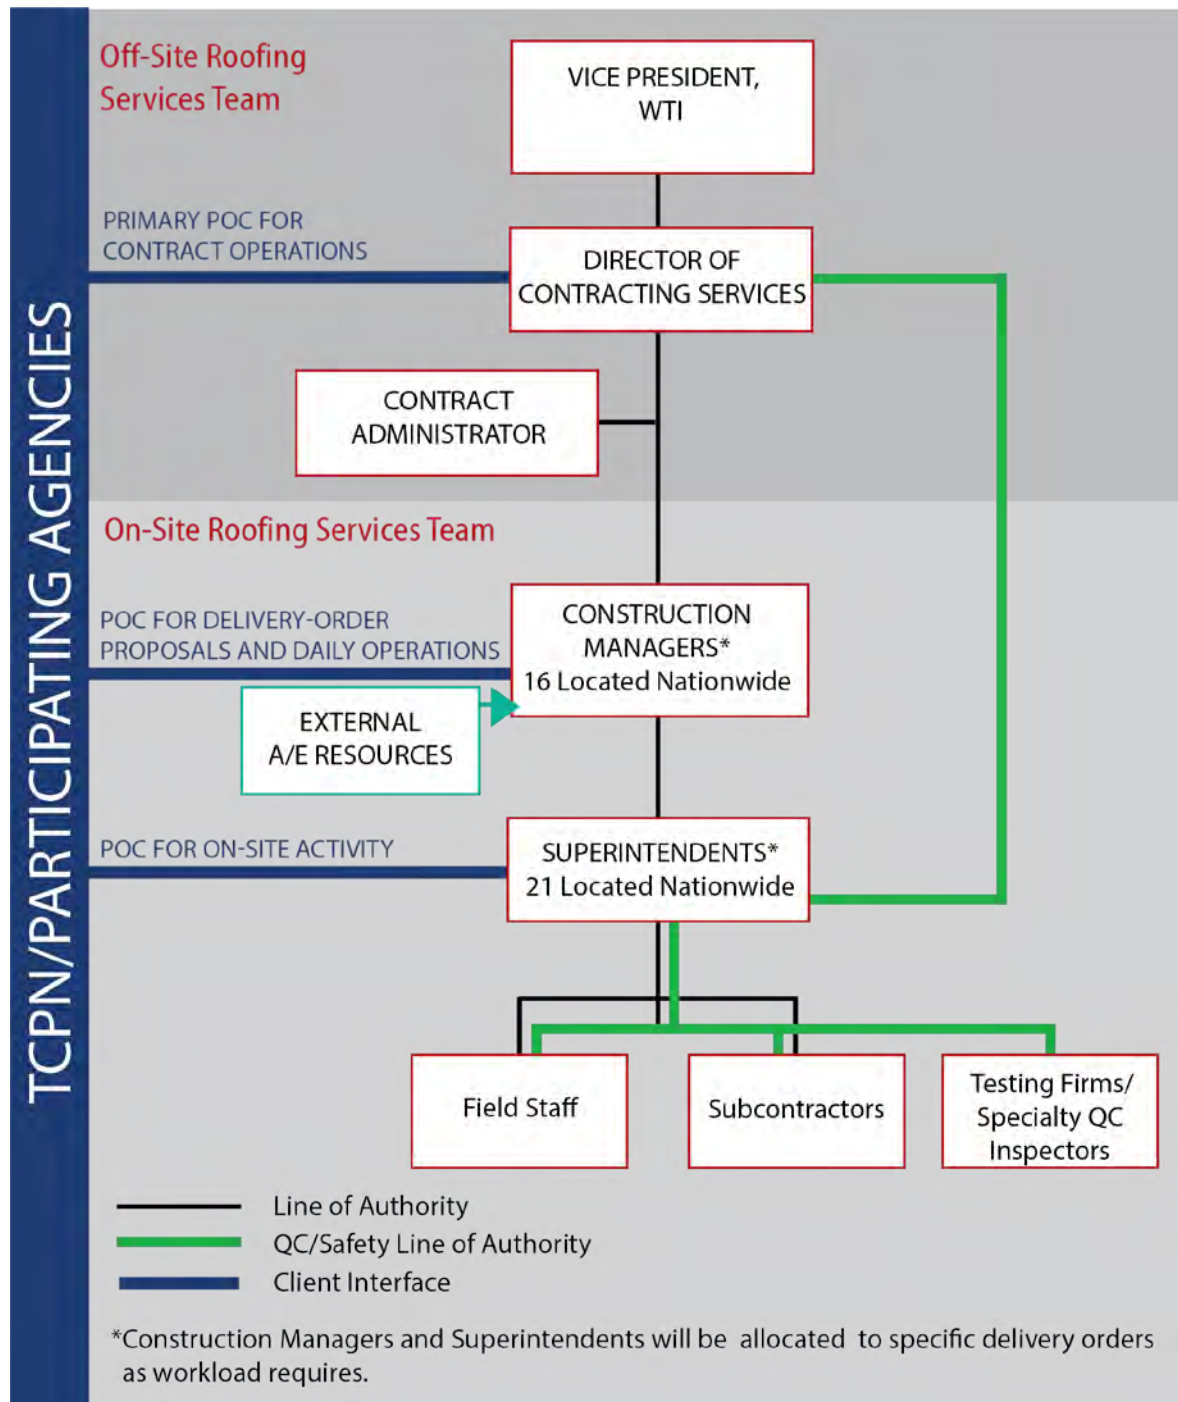 TCPN/PARTICIPATING AGENCIES
Off-Site Roofing
Services Team
VICE PRESIDENT,
WTI
PRIMARY POC FOR
CONTRACT OPERATIONS
DIRECTOR OF
CONTRACTING SERVICES
CONTRACT
ADMINISTRATOR
On-Site Roofing Services Team
POC FOR DELIVERY-ORDER
PROPOSALS AND DAILY OPERATIONS
CONSTRUCTION
MANAGERS*
16 Located Nationwide
EXTERNAL
A/E RESOURCES
POC FOR ON-SITE ACTIVITY
SUPERINTENDENTS*
21 Located Nationwide
Field Staff
Subcontractors
Testing Firms/
Specialty QC
Inspectors
Line of Authority
QC/Safety Line of Authority
Client Interface
*Construction Managers and Superintendents will be allocated to specific delivery orders
as workload requires.